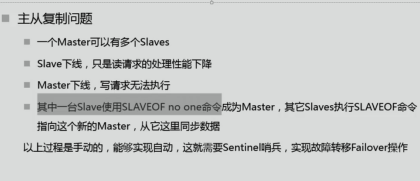 主从复制问题
一个Master可以有多个Slaves
Slave下线，只是读请求的处理性能下降
Master下线，写请求无法执行
其中一台Slave使用SLAVEOF no one命令成为Master，其它Slaves执行SLAVEOF命令
指向这个新的Master，从它这里同步数据
以上过程是手动的，能够实现自动，这就需要Sentinel哨兵，实现故障转移Failover操作